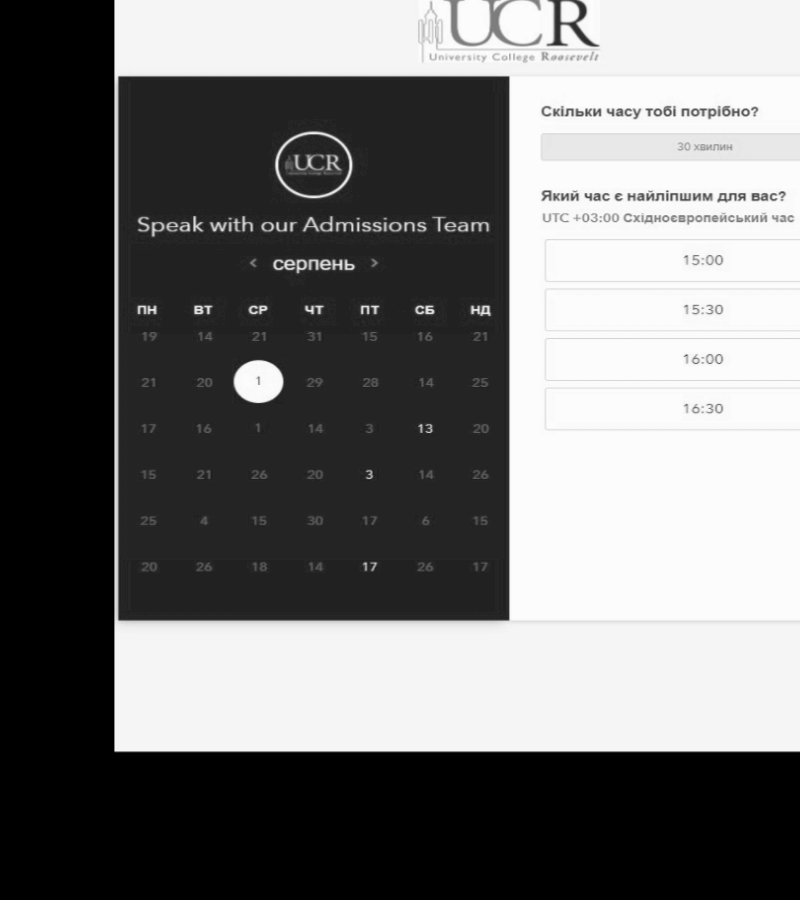 UCR
University College Roosevelt
UCR
Speak with our Admissions Team
< серпень >
ПН ВТ СР ЧТ ПТ СБ НД
19 14 21 31 15 16 21
21 20 1 29 28 14 25
17 16 1 14 3 13 20
15 21 26 20 3 14 26
25 4 15 30 17 6 15
20 26 18 14 17 26 17
Скільки часу тобі потрібно?
30 хвилин
Який час є найліпшим для вас?
UTC +03:00 Східноєвропейський час
15:00
15:30
16:00
16:30